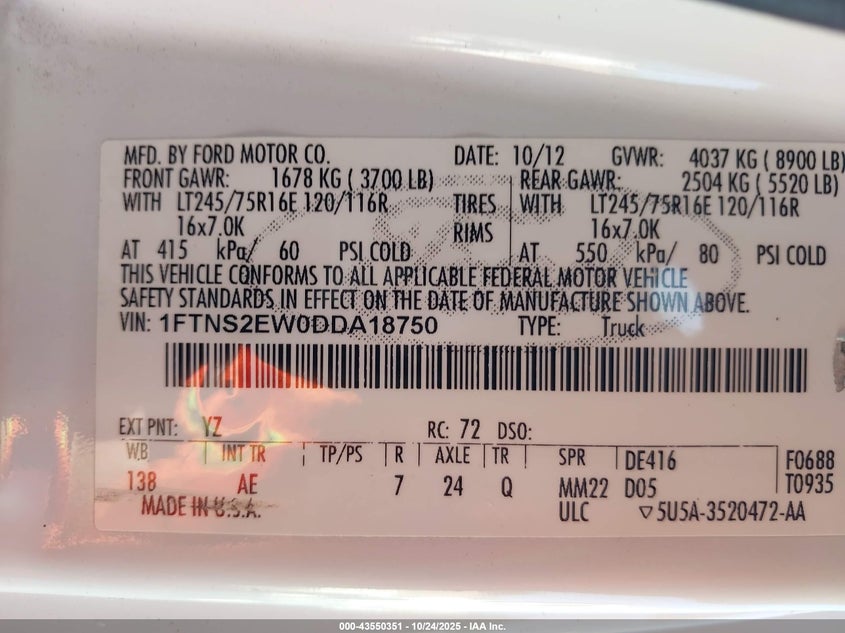 MFD. BY FORD MOTOR CO. DATE: 10/12 GVWR: 4037 KG ( 8900 LB)
FRONT GAWR: 1678 KG ( 3700 LB) REAR GAWR: 2504 KG ( 5520 LB)
WITH LT245/75R16E 120/116R TIRES WITH LT245/75R16E 120/116R
16x7.0K RIMS 16x7.0K
AT 415 kPa/ 60 PSI COLD AT 550 kPa/ 80 PSI COLD
THIS VEHICLE CONFORMS TO ALL APPLICABLE FEDERAL MOTOR VEHICLE
SAFETY STANDARDS IN EFFECT ON THE DATE OF MANUFACTURE SHOWN ABOVE.
VIN: 1FTNS2EW0DDA18750 TYPE: Truck
EXT PNT: YZ RC: 72 DSO:
WB INT TR TP/PS R AXLE TR SPR DE416 F0688
138 AE 7 24 Q MM22 D05 T0935
MADE IN U.S.A. ULC ▽5U5A-3520472-AA
000-43550351 - 10/24/2025 - IAA Inc.